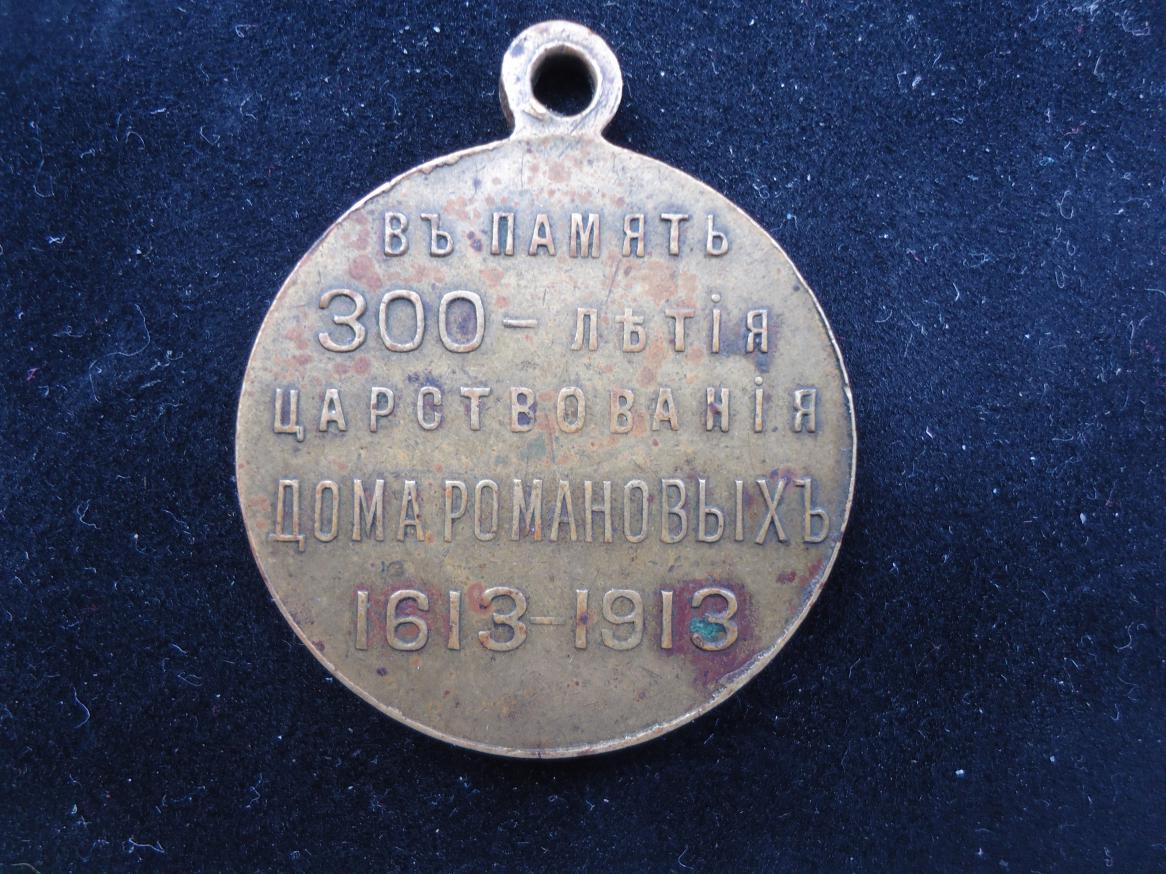 ВЪ ПАМЯТЬ
300 - ЛѢТІЯ
ЦАРСТВОВАНІЯ
ДОМА РОМАНОВЫХЪ
1613-1913